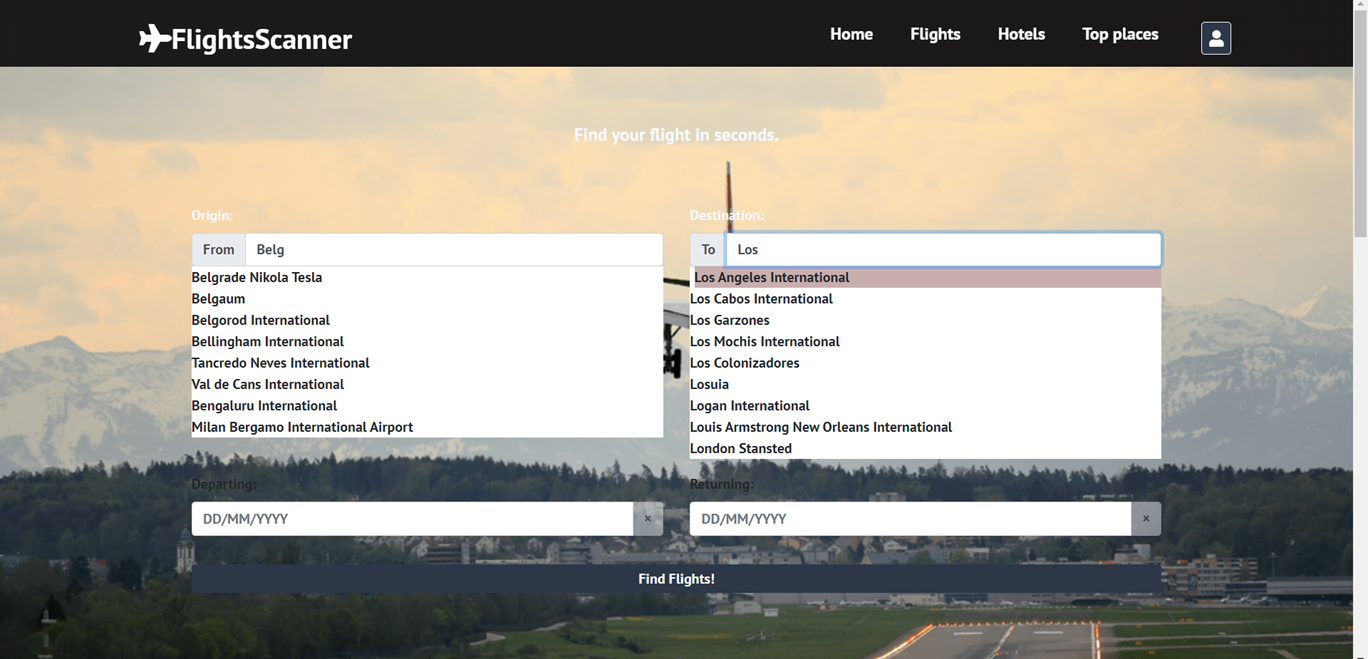 FlightsScanner
Home Flights Hotels Top places
Find your flight in seconds.
Origin:
From Belg
Belgrade Nikola Tesla
Belgaum
Belgorod International
Bellingham International
Tancredo Neves International
Val de Cans International
Bengaluru International
Milan Bergamo International Airport
Destination:
To Los
Los Angeles International
Los Cabos International
Los Garzones
Los Mochis International
Los Colonizadores
Losuia
Logan International
Louis Armstrong New Orleans International
London Stansted
Departing:
DD/MM/YYYY ×
Returning:
DD/MM/YYYY ×
Find Flights!